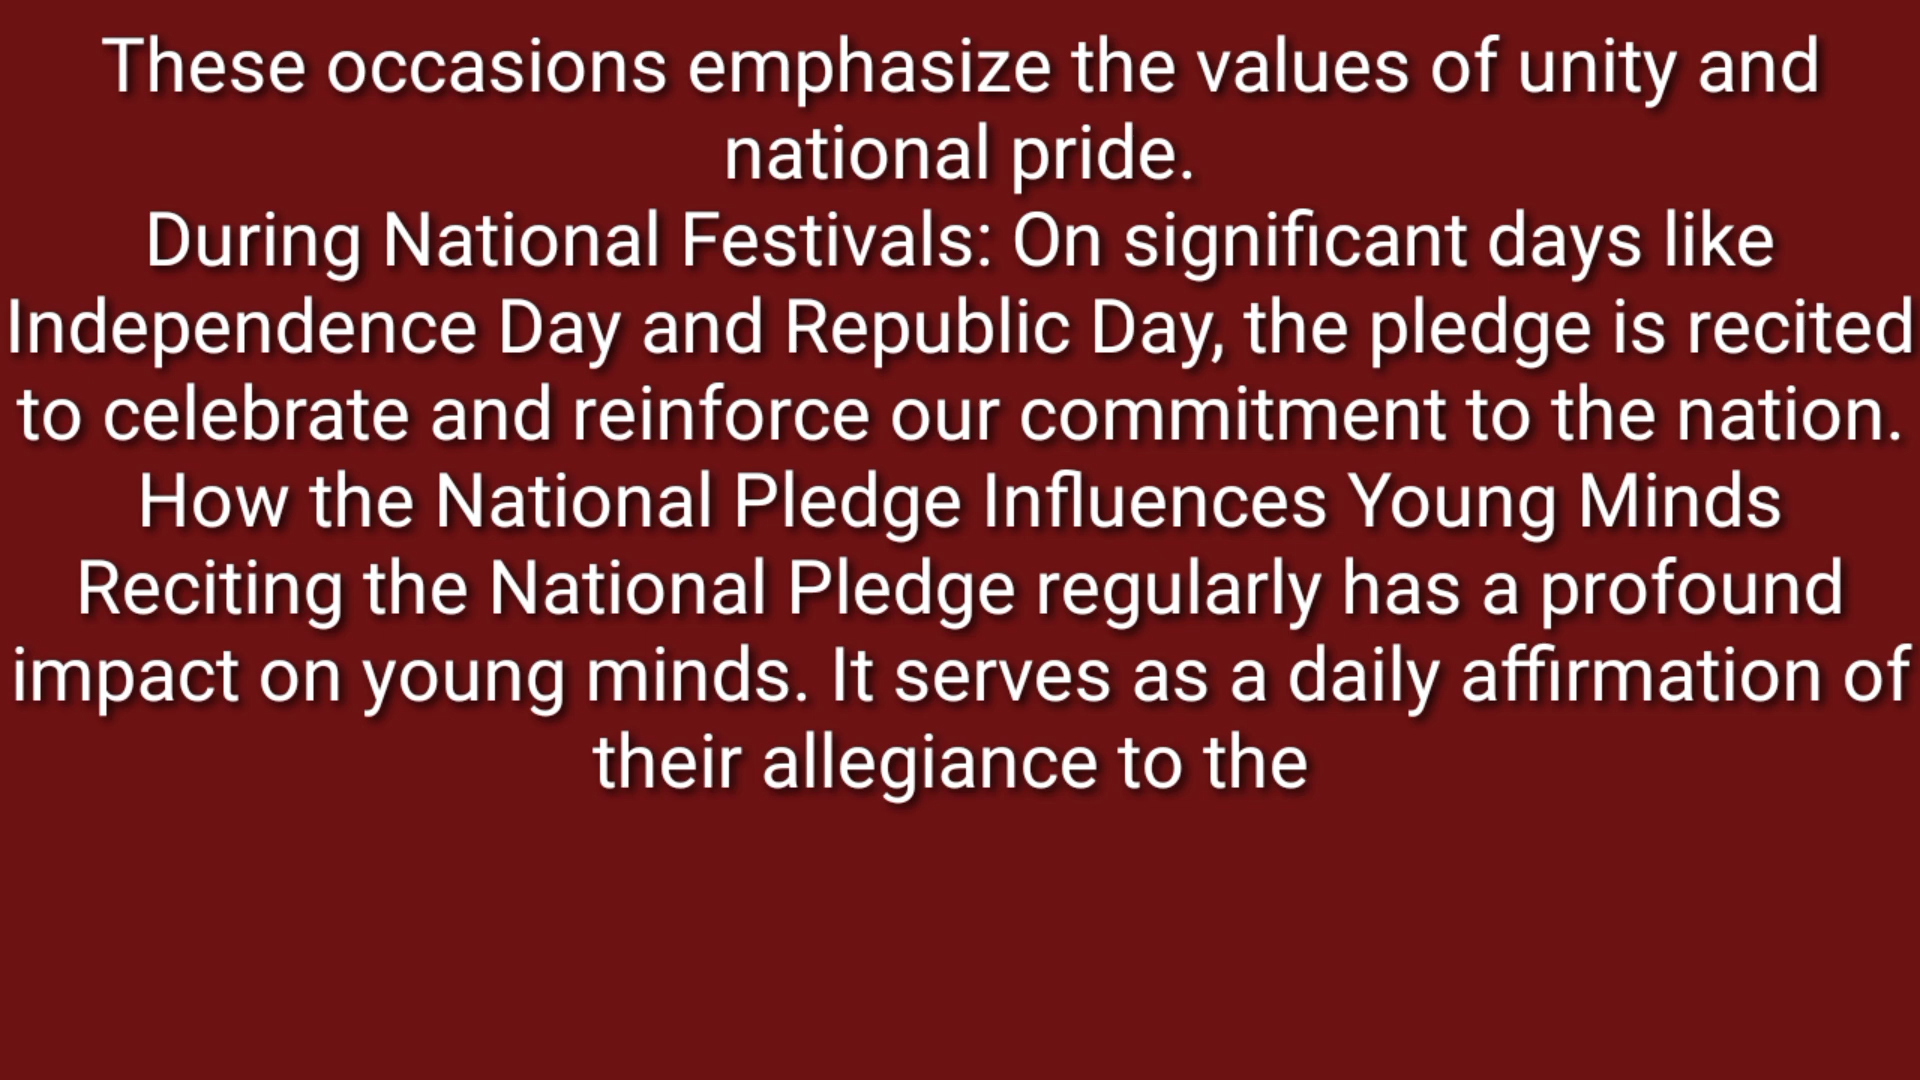 These occasions emphasize the values of unity and
national pride.
During National Festivals: On significant days like
Independence Day and Republic Day, the pledge is recited
to celebrate and reinforce our commitment to the nation.
How the National Pledge Influences Young Minds
Reciting the National Pledge regularly has a profound
impact on young minds. It serves as a daily affirmation of
their allegiance to the